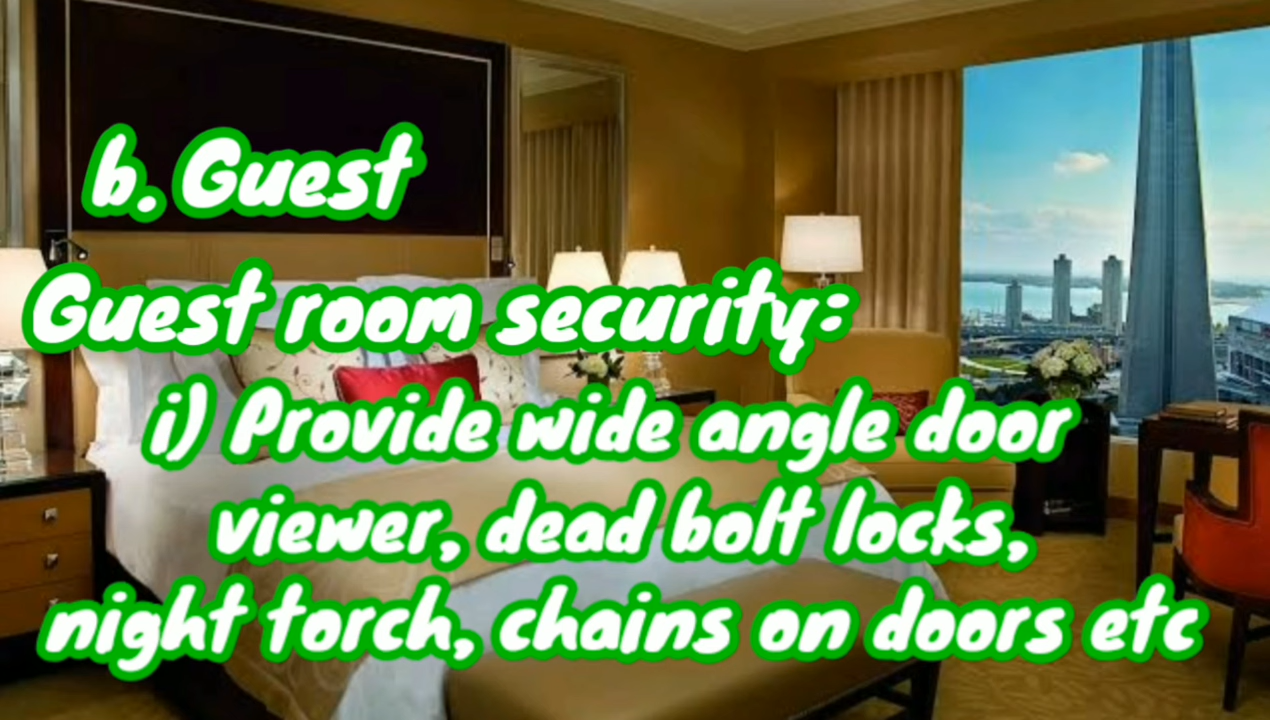 b. Guest
Guest room security:
i) Provide wide angle door
viewer, dead bolt locks,
night torch, chains on doors etc